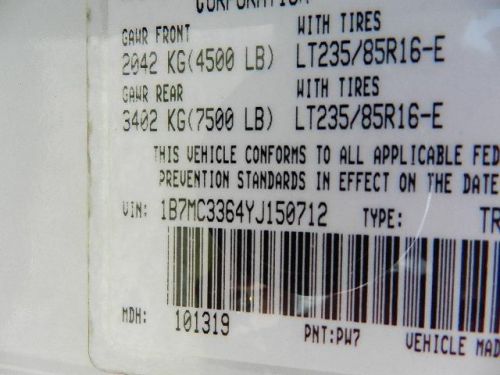 CORPORATION
GAWR FRONT WITH TIRES
2042 KG(4500 LB) LT235/85R16-E
GAWR REAR WITH TIRES
3402 KG(7500 LB) LT235/85R16-E
THIS VEHICLE CONFORMS TO ALL APPLICABLE FED
PREVENTION STANDARDS IN EFFECT ON THE DATE
VIN: 1B7MC3364YJ150712 TYPE: TR
MDH: 101319 PNT:PW7 VEHICLE MAD